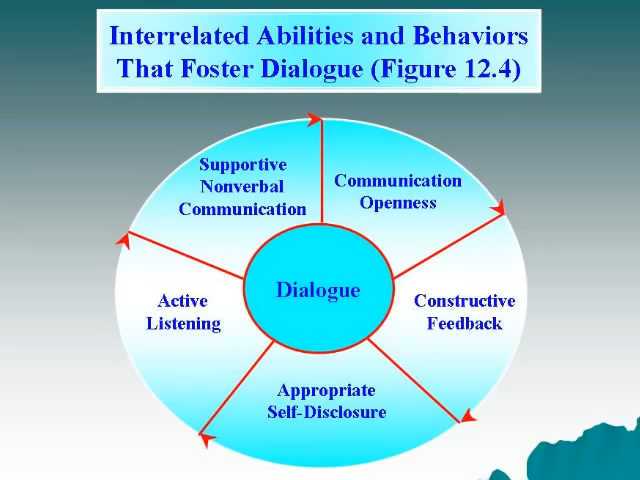 Interrelated Abilities and Behaviors
That Foster Dialogue (Figure 12.4)
Supportive
Nonverbal
Communication
Communication
Openness
Dialogue
Active
Listening
Constructive
Feedback
Appropriate
Self-Disclosure